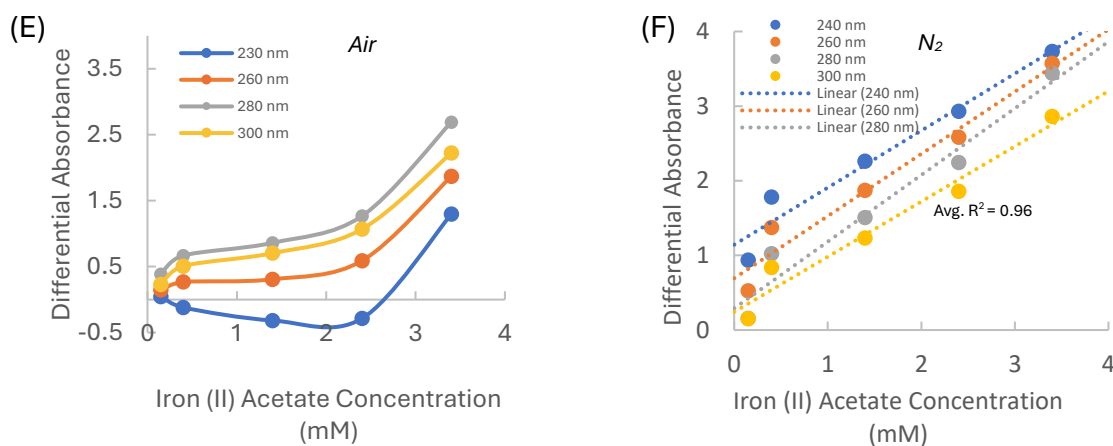 (E)
Air
230 nm
260 nm
280 nm
300 nm
3.5
2.5
1.5
0.5
-0.5
0 1 2 3 4
Differential Absorbance
Iron (II) Acetate Concentration
(mM)
(F)
N2
240 nm
260 nm
280 nm
300 nm
Linear (240 nm)
Linear (260 nm)
Linear (280 nm)
4
3
2
1
0
Avg. R² = 0.96
0 1 2 3 4
Differential Absorbance
Iron (II) Acetate Concentration
(mM)